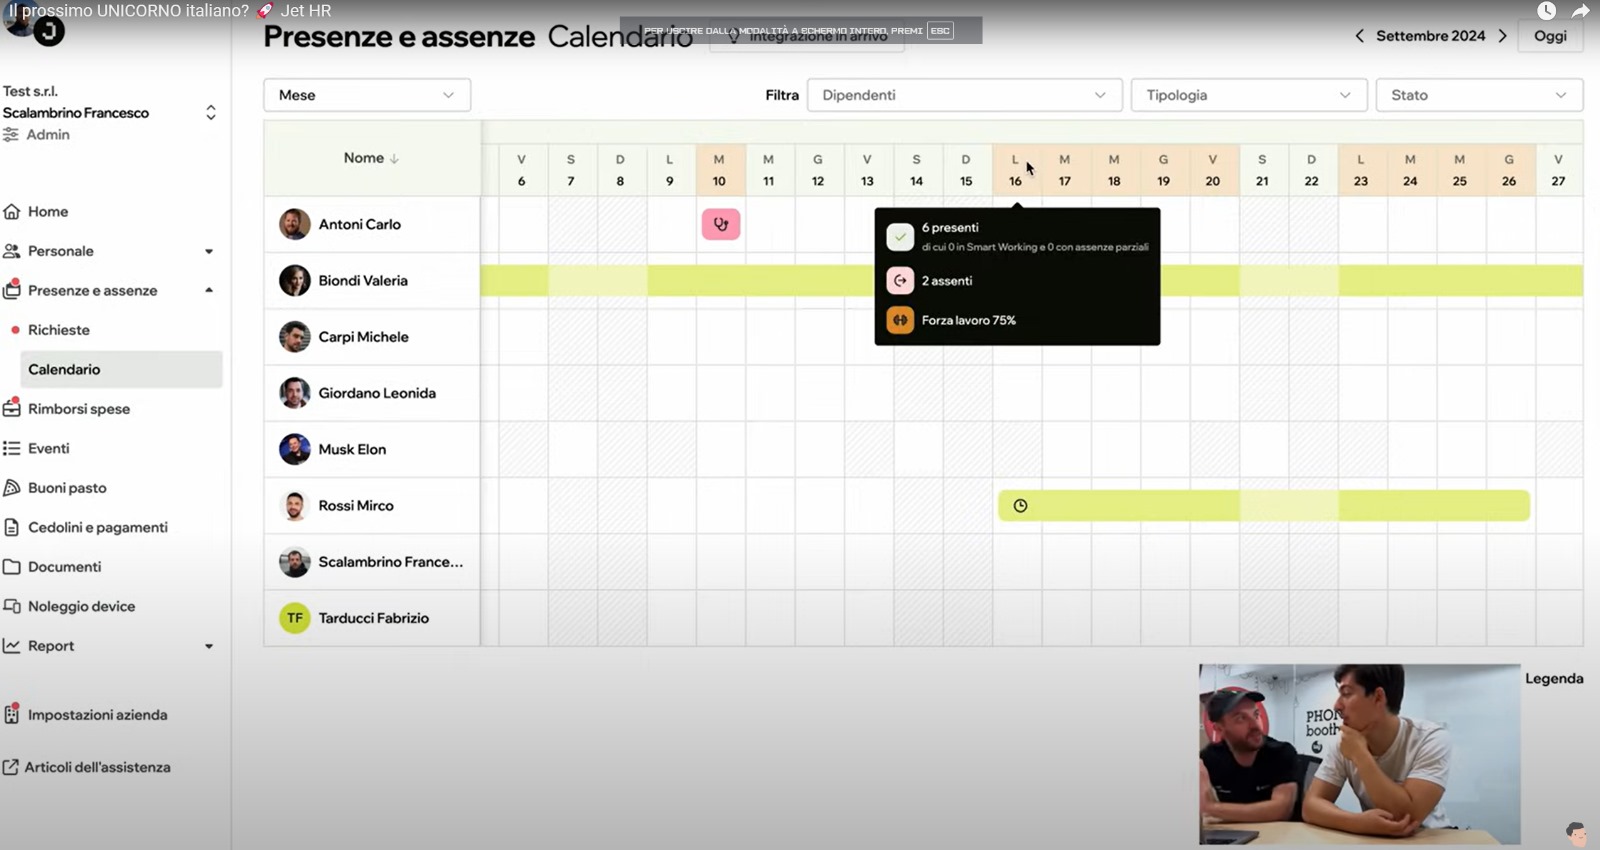 Il prossimo UNICORNO italiano? 🚀 Jet HR
PER USCIRE DALLA MODALITÀ A SCHERMO INTERO, PREMI ESC
Presenze e assenze Calendario
Integrazione in arrivo
Settembre 2024
Oggi
Test s.r.l.
Scalambrino Francesco
Admin
Mese
Filtra
Dipendenti
Tipologia
Stato
Home
Personale
Presenze e assenze
Richieste
Calendario
Rimborsi spese
Eventi
Buoni pasto
Cedolini e pagamenti
Documenti
Noleggio device
Report
Impostazioni azienda
Articoli dell'assistenza
Nome
V S D L M M G V S D L M M G V S D L M M G V
6 7 8 9 10 11 12 13 14 15 16 17 18 19 20 21 22 23 24 25 26 27
Antoni Carlo
Biondi Valeria
Carpi Michele
Giordano Leonida
Musk Elon
Rossi Mirco
Scalambrino France...
TF Tarducci Fabrizio
6 presenti
di cui 0 in Smart Working e 0 con assenze parziali
2 assenti
Forza lavoro 75%
Legenda
PHON
booth